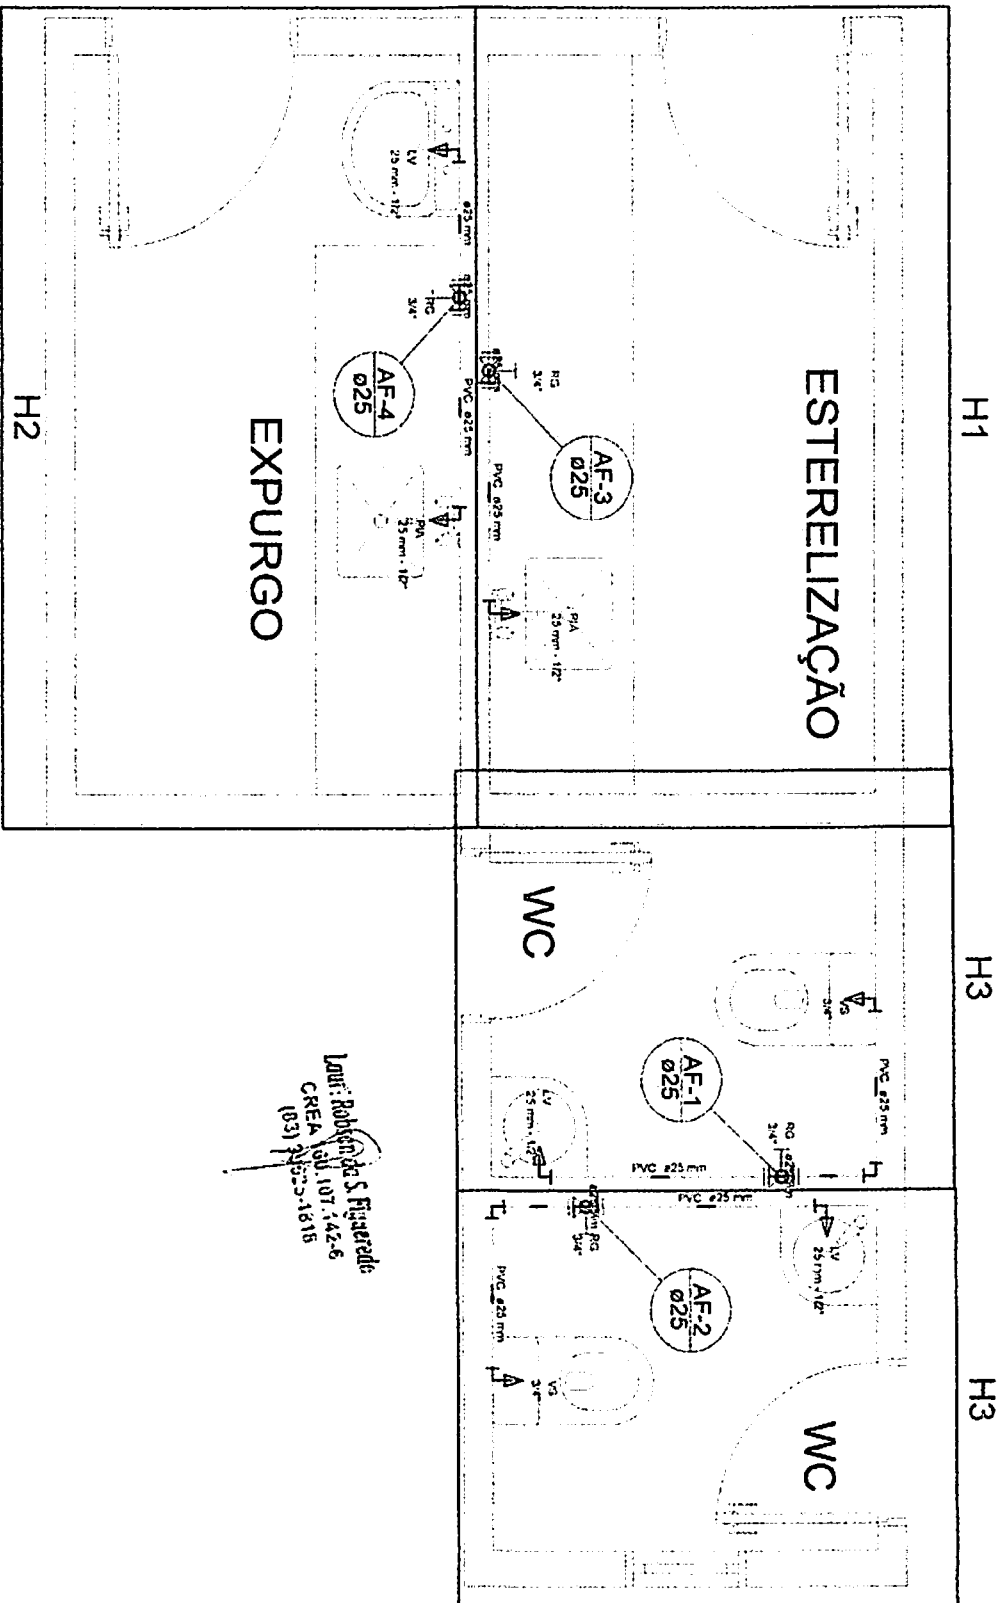 H1
ESTERELIZAÇÃO
RG
3/4"
AF-3
ø25
PVC ø25 mm
PIA
25 mm - 1/2"
H2
EXPURGO
LV
25 mm - 1/2"
ø25 mm
RG
3/4"
AF-4
ø25
PVC ø25 mm
PIA
25 mm - 1/2"
H3
WC
VS
3/4"
PVC ø25 mm
AF-1
ø25
RG
3/4"
LV
25 mm - 1/2"
PVC ø25 mm
H3
WC
PVC ø25 mm
LV
25 mm - 1/2"
RG
3/4"
AF-2
ø25
PVC ø25 mm
VS
3/4"
S. Figueredo
CREA
(83)